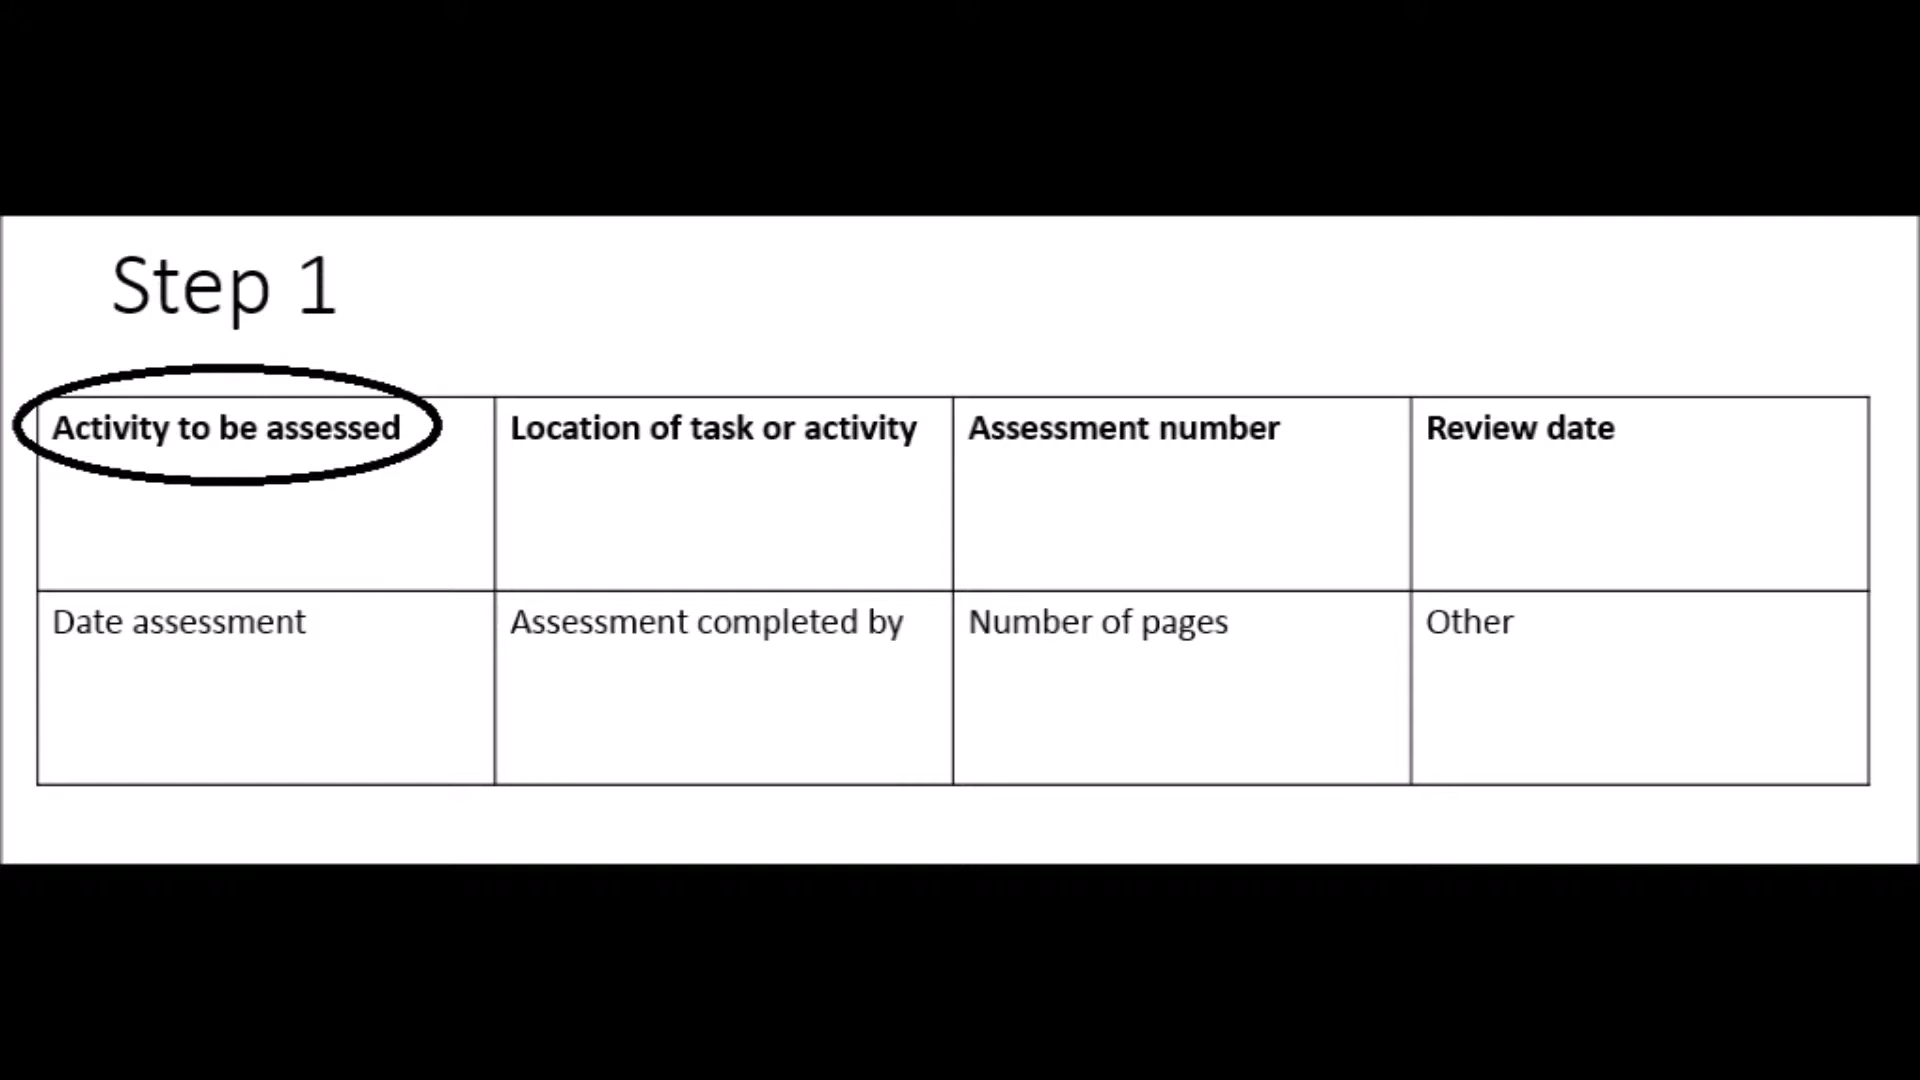 Step 1
Activity to be assessed
Location of task or activity
Assessment number
Review date
Date assessment
Assessment completed by
Number of pages
Other